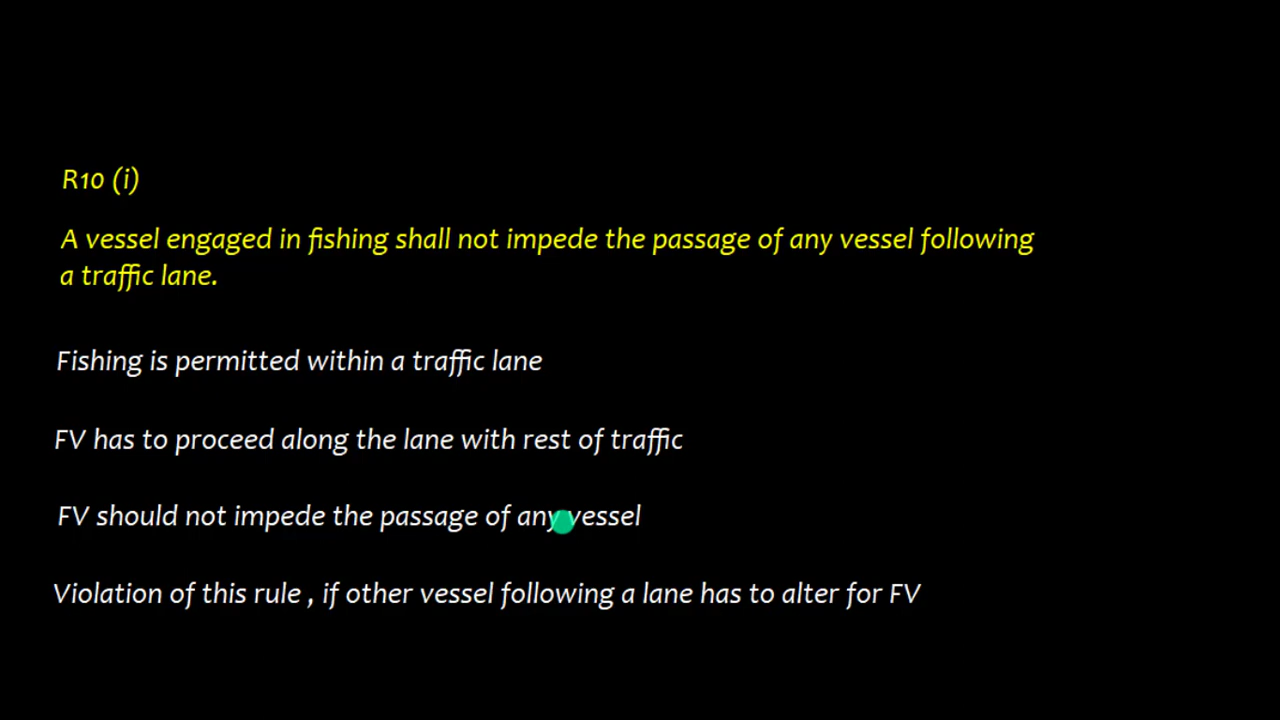 R10 (i)
A vessel engaged in fishing shall not impede the passage of any vessel following
a traffic lane.
Fishing is permitted within a traffic lane
FV has to proceed along the lane with rest of traffic
FV should not impede the passage of any vessel
Violation of this rule , if other vessel following a lane has to alter for FV